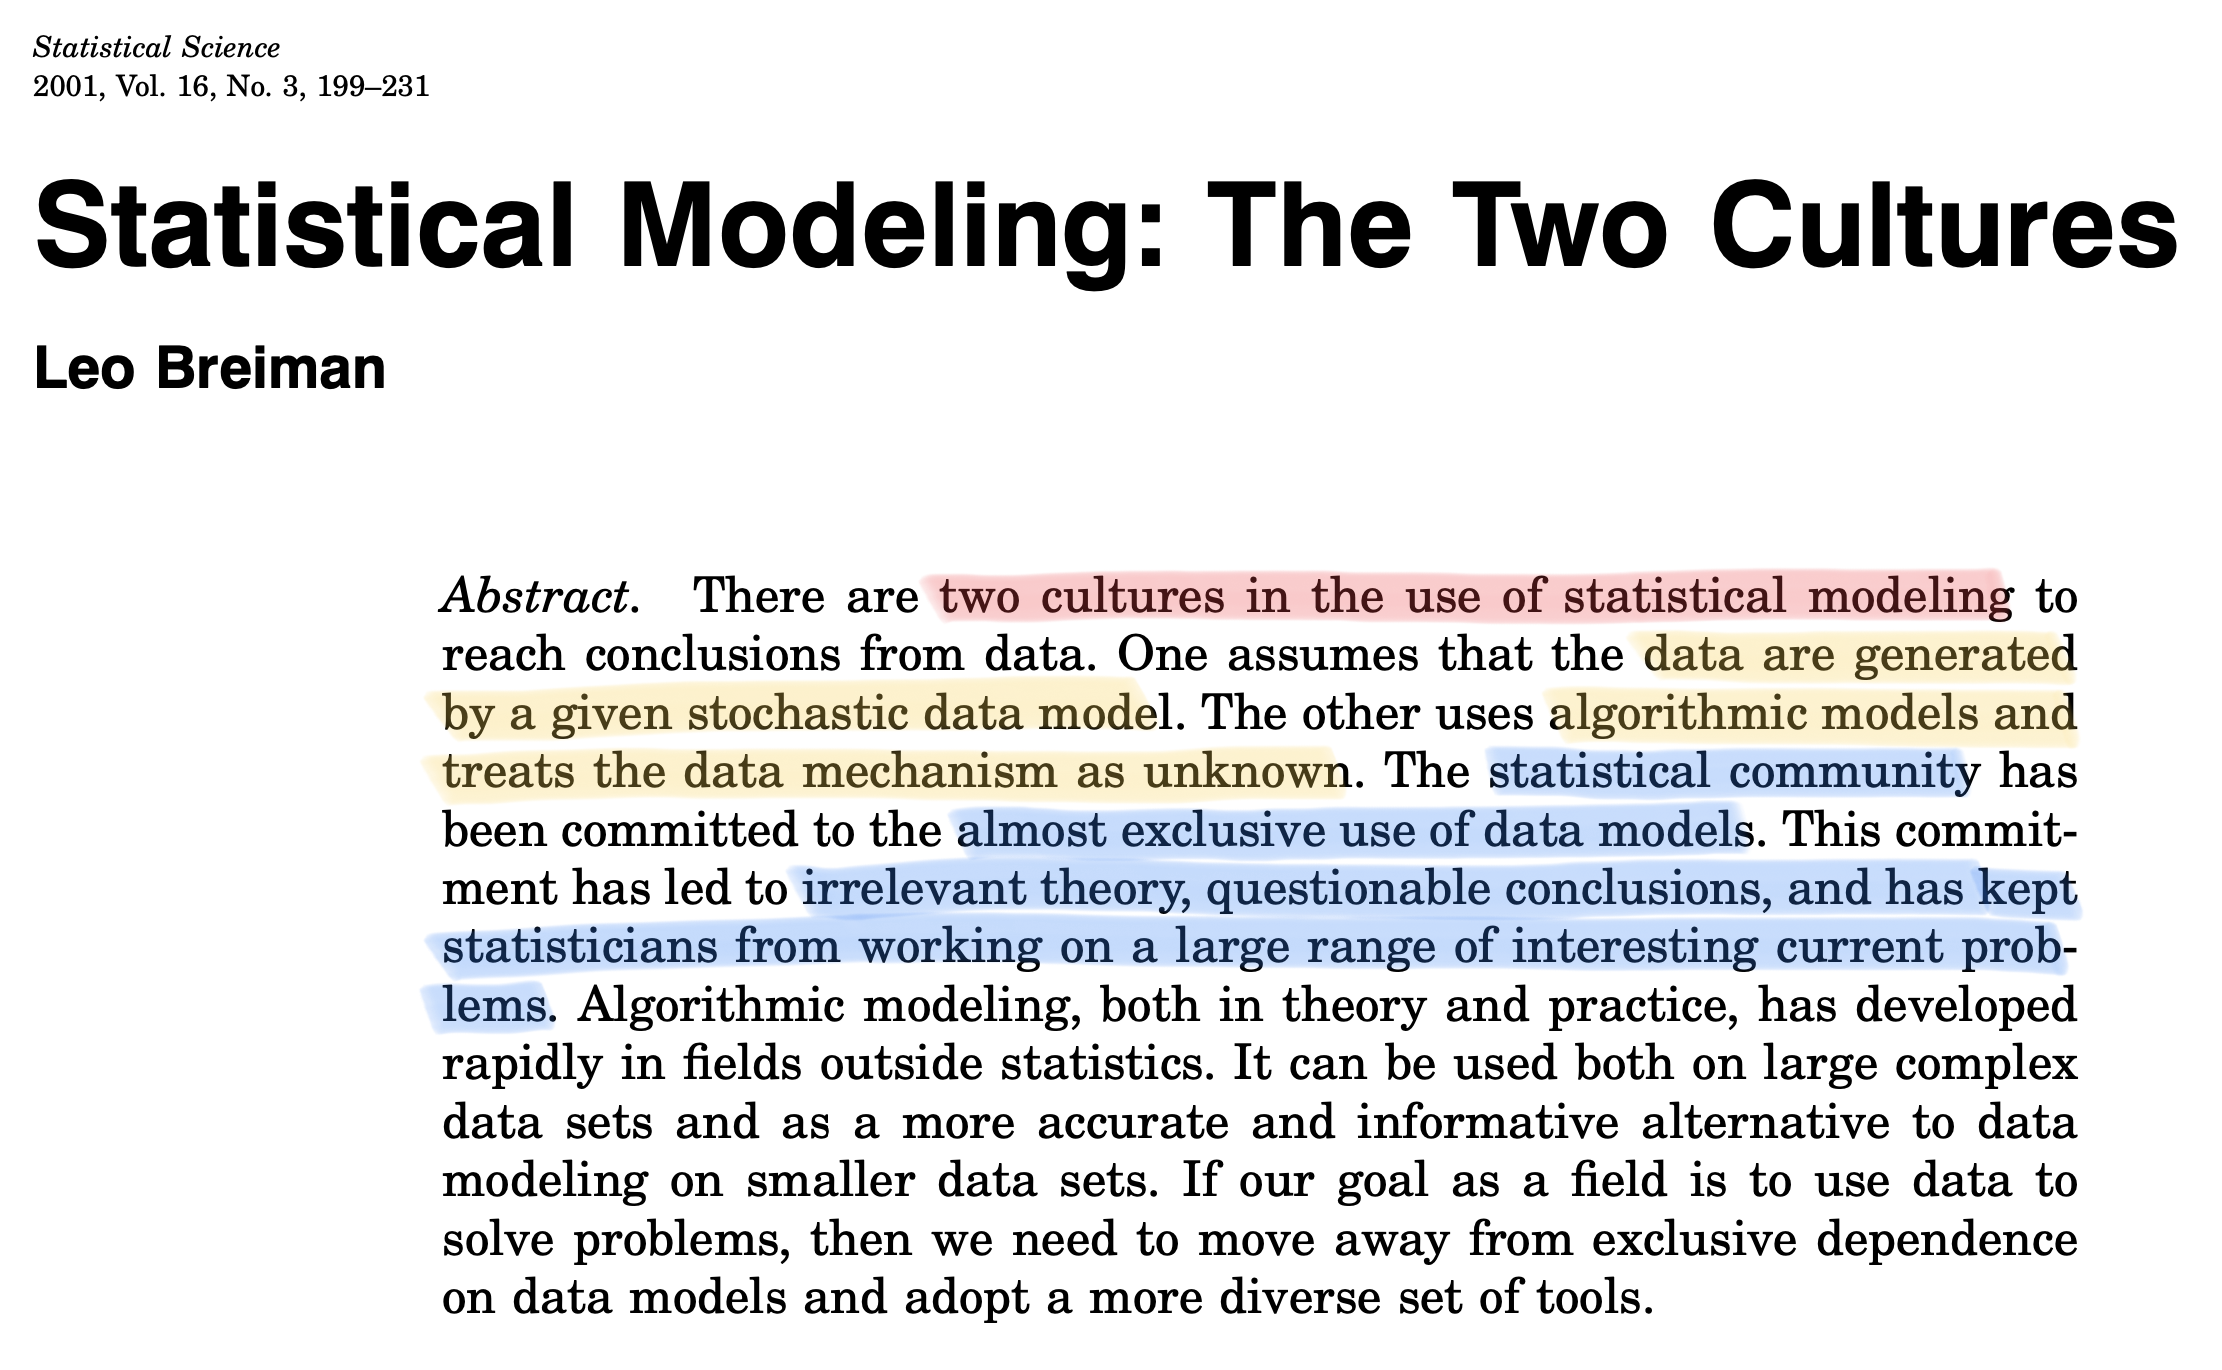 Statistical Science
2001, Vol. 16, No. 3, 199–231
Statistical Modeling: The Two Cultures
Leo Breiman
Abstract. There are two cultures in the use of statistical modeling to
reach conclusions from data. One assumes that the data are generated
by a given stochastic data model. The other uses algorithmic models and
treats the data mechanism as unknown. The statistical community has
been committed to the almost exclusive use of data models. This commit-
ment has led to irrelevant theory, questionable conclusions, and has kept
statisticians from working on a large range of interesting current prob-
lems. Algorithmic modeling, both in theory and practice, has developed
rapidly in fields outside statistics. It can be used both on large complex
data sets and as a more accurate and informative alternative to data
modeling on smaller data sets. If our goal as a field is to use data to
solve problems, then we need to move away from exclusive dependence
on data models and adopt a more diverse set of tools.